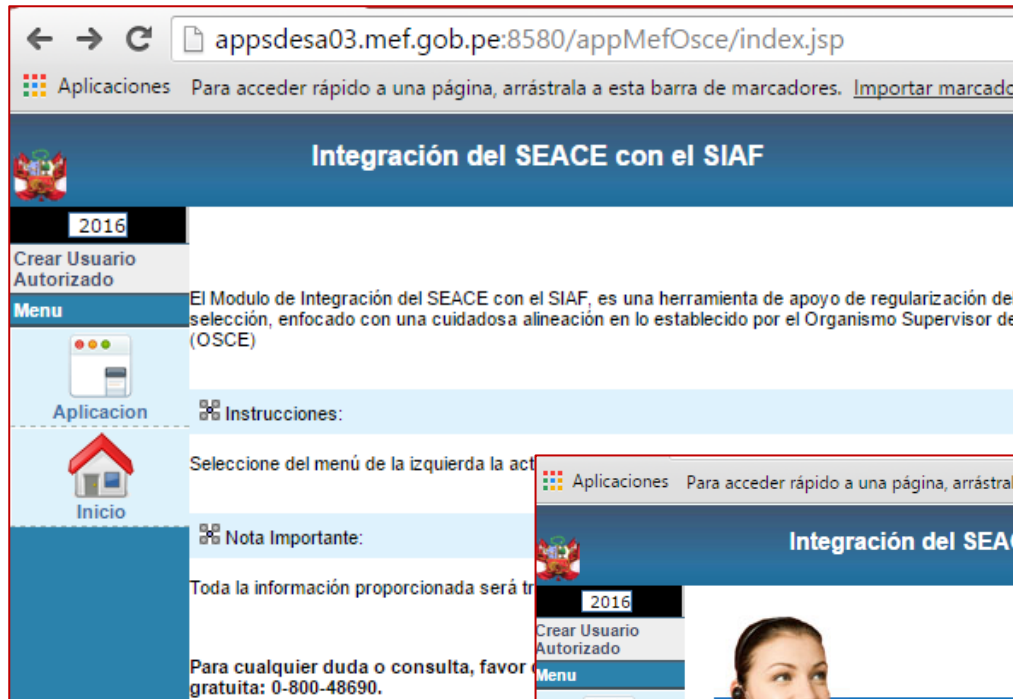 appsdesa03.mef.gob.pe:8580/appMefOsce/index.jsp
Aplicaciones Para acceder rápido a una página, arrástrala a esta barra de marcadores. Importar marcado
Integración del SEACE con el SIAF
2016
Crear Usuario
Autorizado
Menu
Aplicacion
Inicio
El Modulo de Integración del SEACE con el SIAF, es una herramienta de apoyo de regularización del
selección, enfocado con una cuidadosa alineación en lo establecido por el Organismo Supervisor de
(OSCE)
Instrucciones:
Seleccione del menú de la izquierda la act
Nota Importante:
Toda la información proporcionada será tr
Para cualquier duda o consulta, favor
gratuita: 0-800-48690.
Aplicaciones Para acceder rápido a una página, arrástral
Integración del SEA
2016
Crear Usuario
Autorizado
Menu